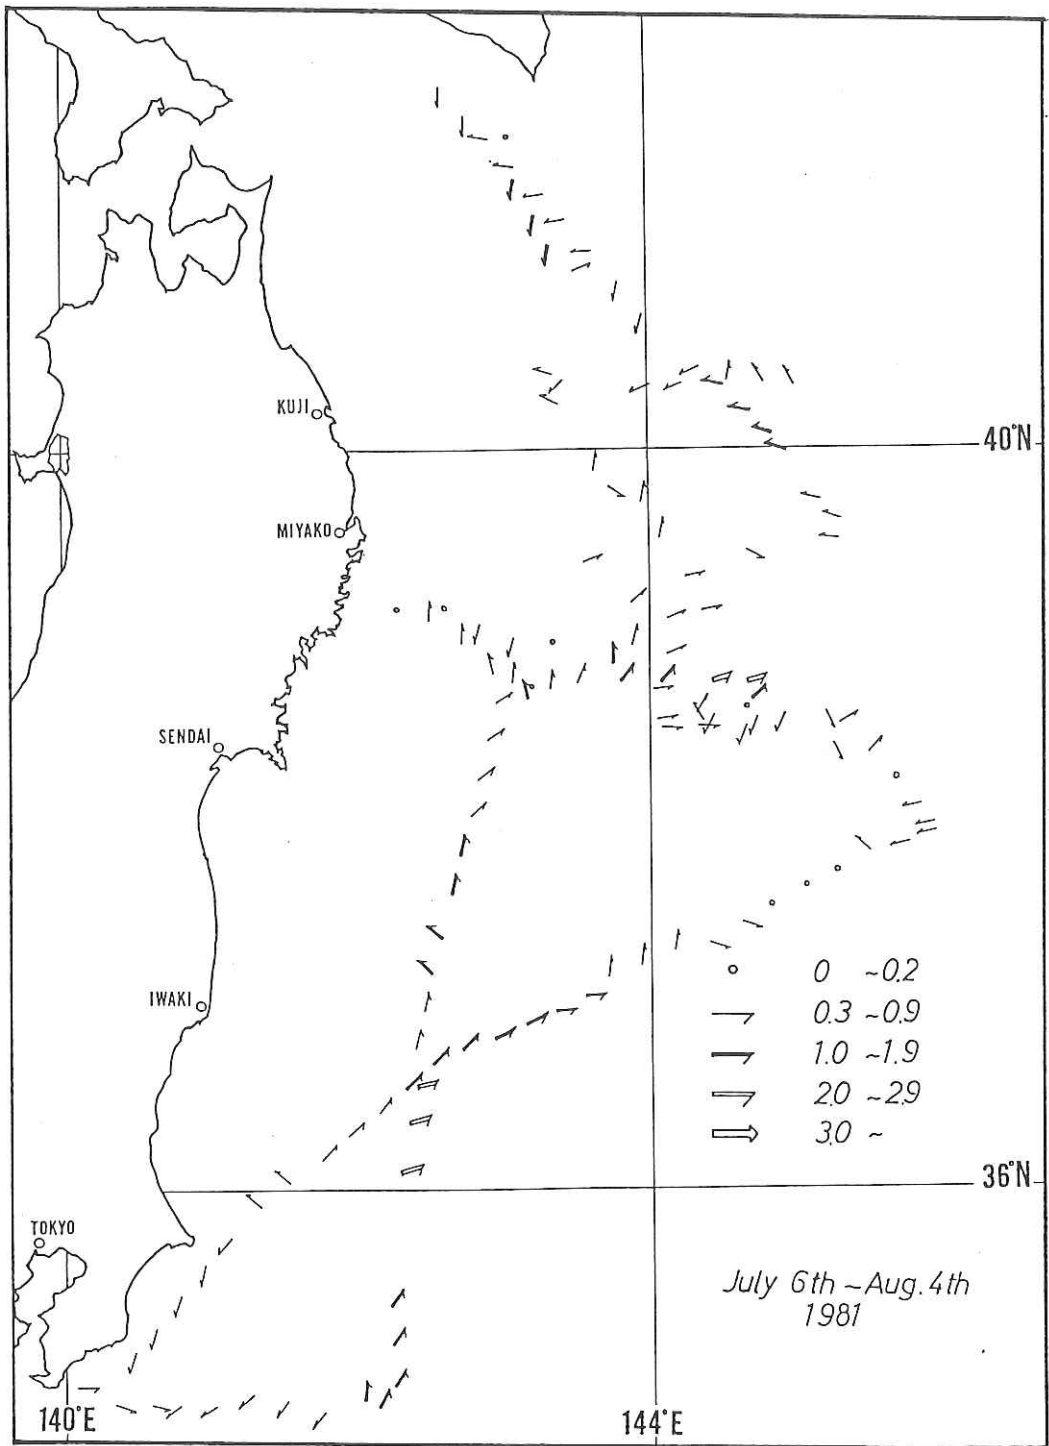 KUJI
40°N
MIYAKO
SENDAI
IWAKI
0 ~0.2
0.3 ~0.9
1.0 ~1.9
2.0 ~2.9
3.0 ~
36°N
TOKYO
July 6th ~ Aug. 4th
1981
140°E
144°E